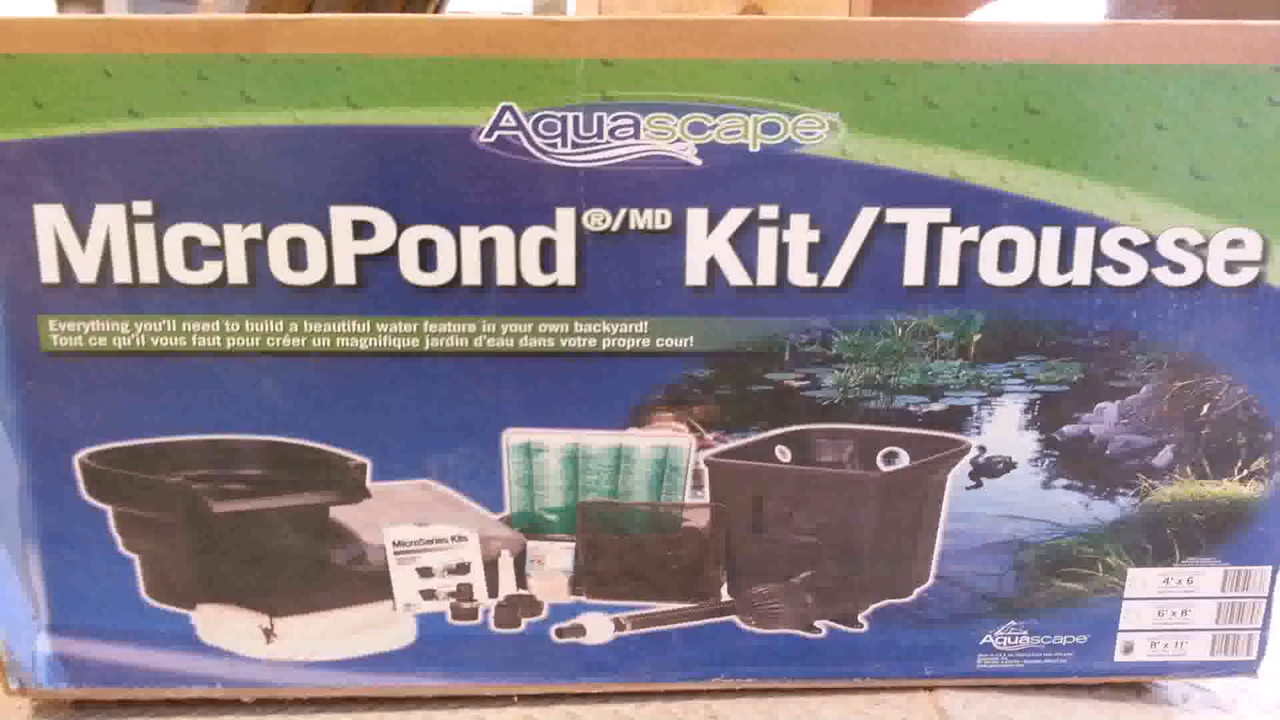 Aquascape
MicroPond®/MD Kit/Trousse
Everything you'll need to build a beautiful water feature in your own backyard!
Tout ce qu'il vous faut pour créer un magnifique jardin d'eau dans votre propre cour!
MicroSeries Kits
4' x 6'
6' x 8'
8' x 11'
Aquascape